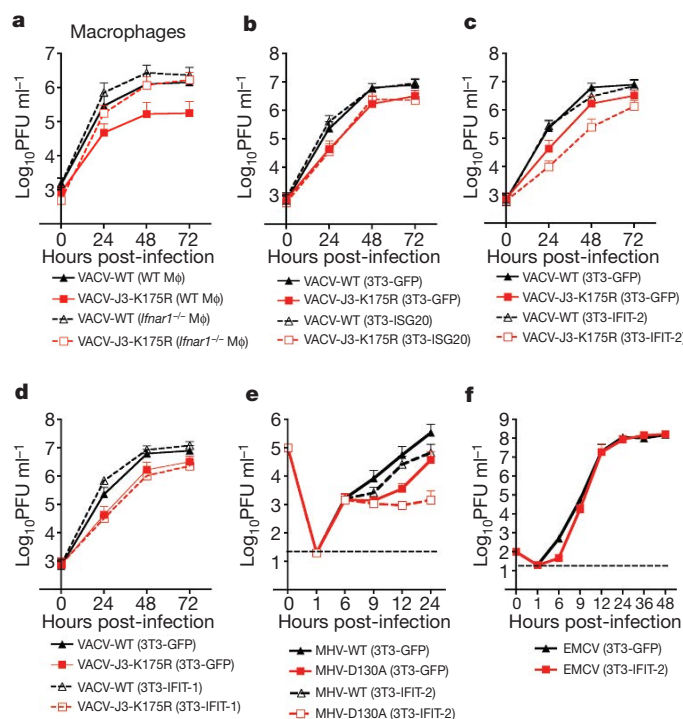 a
Macrophages
Log10PFU ml−1
7
6
5
4
3
0 24 48 72
Hours post-infection
VACV-WT (WT Mϕ)
VACV-J3-K175R (WT Mϕ)
VACV-WT (Ifnar1−/− Mϕ)
VACV-J3-K175R (Ifnar1−/− Mϕ)
b
Log10PFU ml−1
8
7
6
5
4
3
0 24 48 72
Hours post-infection
VACV-WT (3T3-GFP)
VACV-J3-K175R (3T3-GFP)
VACV-WT (3T3-ISG20)
VACV-J3-K175R (3T3-ISG20)
c
Log10PFU ml−1
8
7
6
5
4
3
0 24 48 72
Hours post-infection
VACV-WT (3T3-GFP)
VACV-J3-K175R (3T3-GFP)
VACV-WT (3T3-IFIT-2)
VACV-J3-K175R (3T3-IFIT-2)
d
Log10PFU ml−1
8
7
6
5
4
3
0 24 48 72
Hours post-infection
VACV-WT (3T3-GFP)
VACV-J3-K175R (3T3-GFP)
VACV-WT (3T3-IFIT-1)
VACV-J3-K175R (3T3-IFIT-1)
e
Log10PFU ml−1
6
5
4
3
2
1
0 1 6 9 12 24
Hours post-infection
MHV-WT (3T3-GFP)
MHV-D130A (3T3-GFP)
MHV-WT (3T3-IFIT-2)
MHV-D130A (3T3-IFIT-2)
f
Log10PFU ml−1
9
8
7
6
5
4
3
2
1
0 1 6 9 12 24 36 48
Hours post-infection
EMCV (3T3-GFP)
EMCV (3T3-IFIT-2)